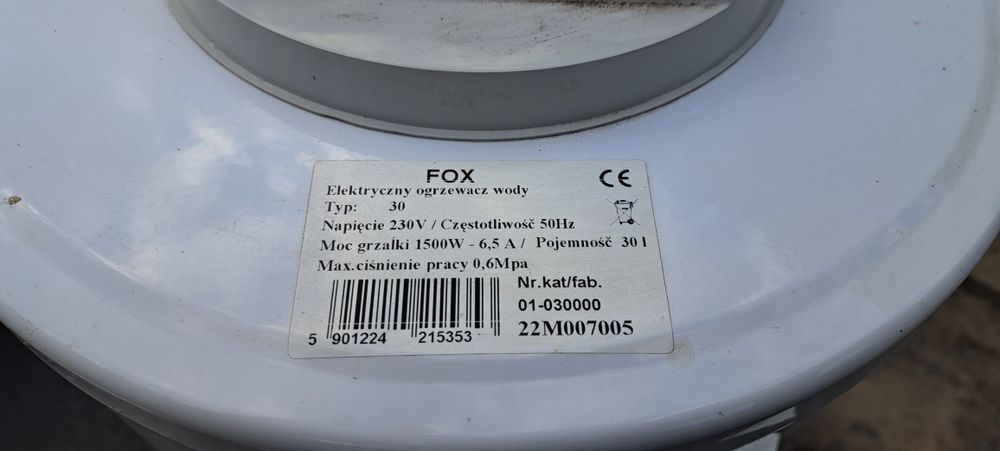 FOX
CE
Elektryczny ogrzewacz wody
Typ: 30
Napięcie 230V / Częstotliwość 50Hz
Moc grzałki 1500W - 6,5 A / Pojemność 30 l
Max.ciśnienie pracy 0,6Mpa
Nr.kat/fab.
01-030000
22M007005
5 901224 215353